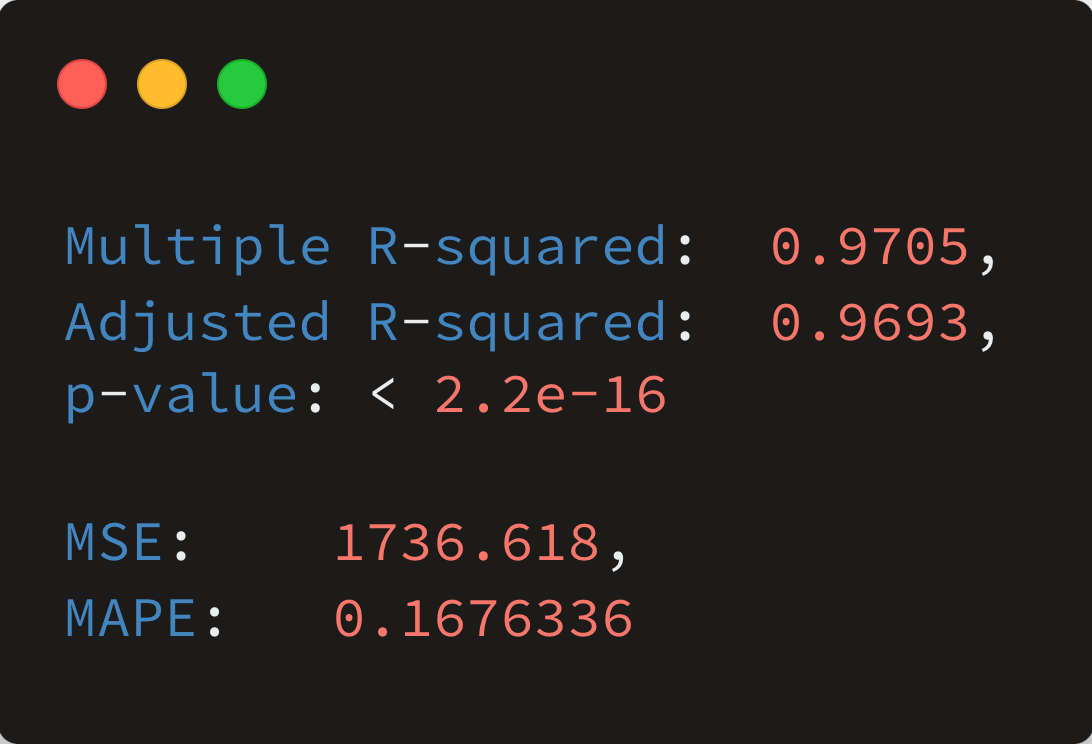 Multiple R-squared:  0.9705,
Adjusted R-squared:  0.9693,
p-value: < 2.2e-16
MSE:    1736.618,
MAPE:   0.1676336